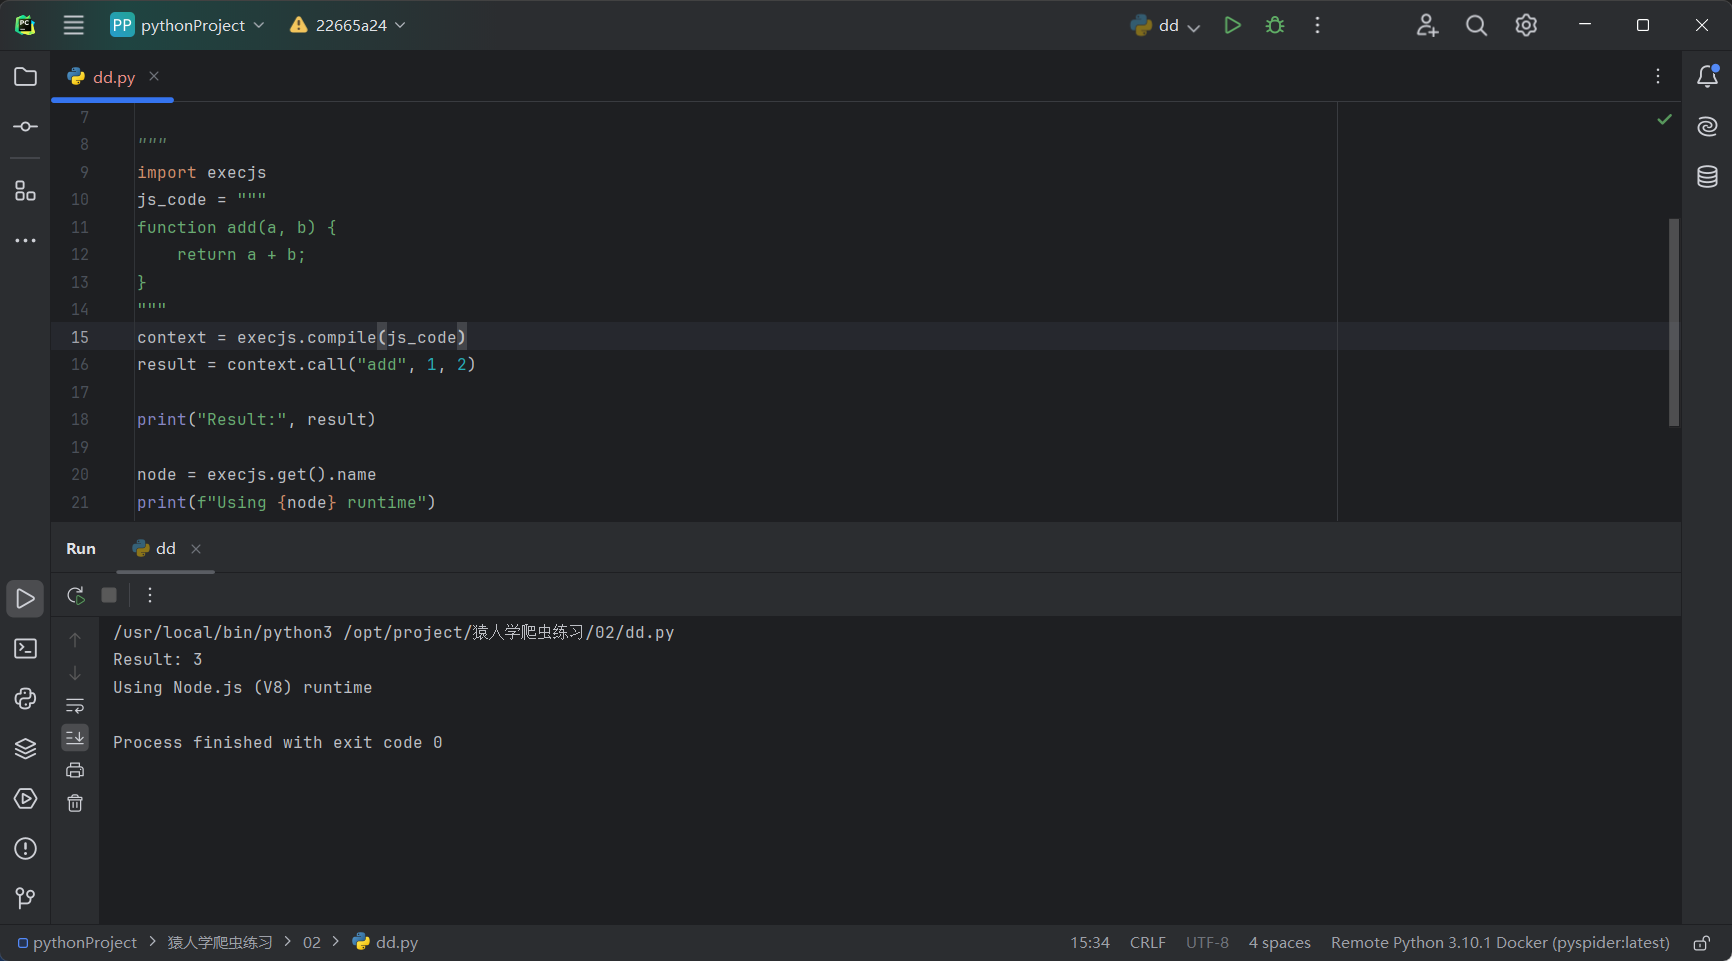 PP pythonProject 22665a24 dd
dd.py
7
8 """
9 import execjs
10 js_code = """
11 function add(a, b) {
12     return a + b;
13 }
14 """
15 context = execjs.compile(js_code)
16 result = context.call("add", 1, 2)
17
18 print("Result:", result)
19
20 node = execjs.get().name
21 print(f"Using {node} runtime")
Run dd
/usr/local/bin/python3 /opt/project/猿人学爬虫练习/02/dd.py
Result: 3
Using Node.js (V8) runtime
Process finished with exit code 0
pythonProject > 猿人学爬虫练习 > 02 > dd.py 15:34 CRLF UTF-8 4 spaces Remote Python 3.10.1 Docker (pyspider:latest)